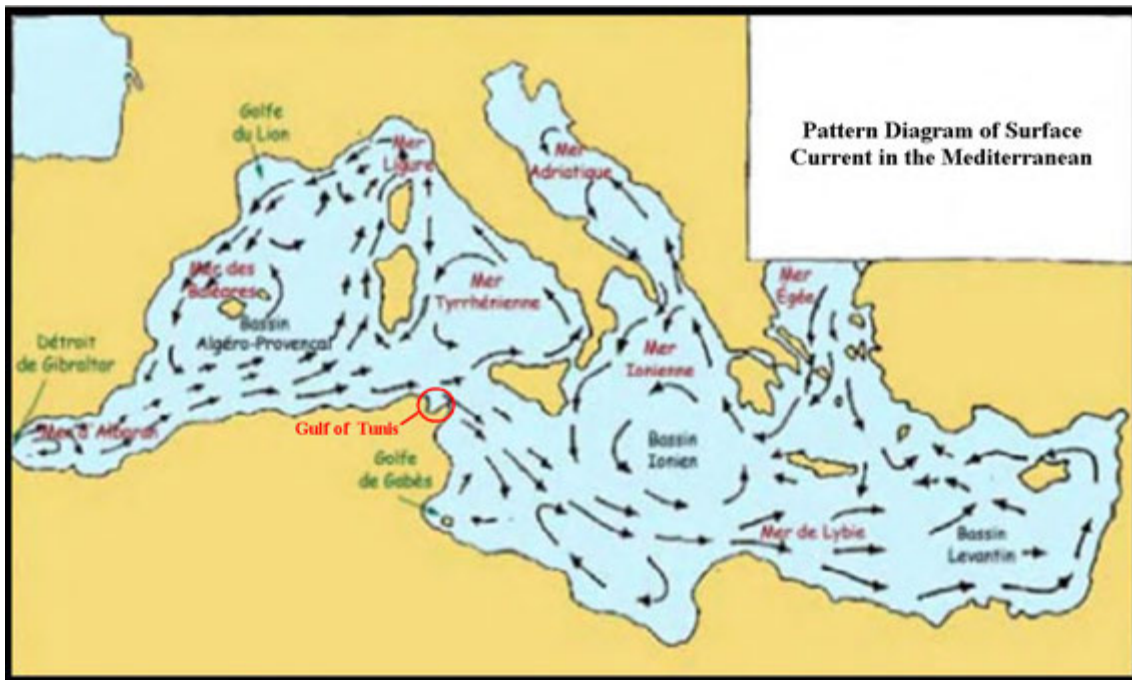 Pattern Diagram of Surface
Current in the Mediterranean
Golfe
du Lion
Mer
Ligure
Mer
Adriatique
Mer des
Baléares
Mer
Tyrrhénienne
Mer
Égée
Bassin
Algéro-Provençal
Détroit
de Gibraltar
Mer
Ionienne
Gulf of Tunis
Mer d'Alboran
Bassin
Ionien
Golfe
de Gabès
Mer de Lybie
Bassin
Levantin